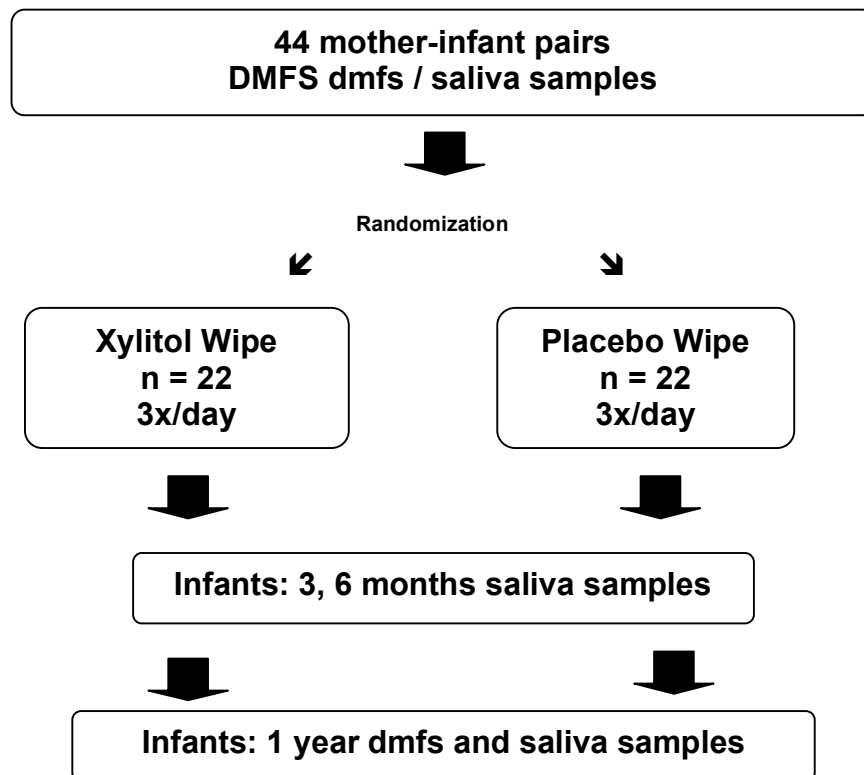 44 mother-infant pairs
DMFS dmfs / saliva samples
Randomization
Xylitol Wipe
n = 22
3x/day
Placebo Wipe
n = 22
3x/day
Infants: 3, 6 months saliva samples
Infants: 1 year dmfs and saliva samples